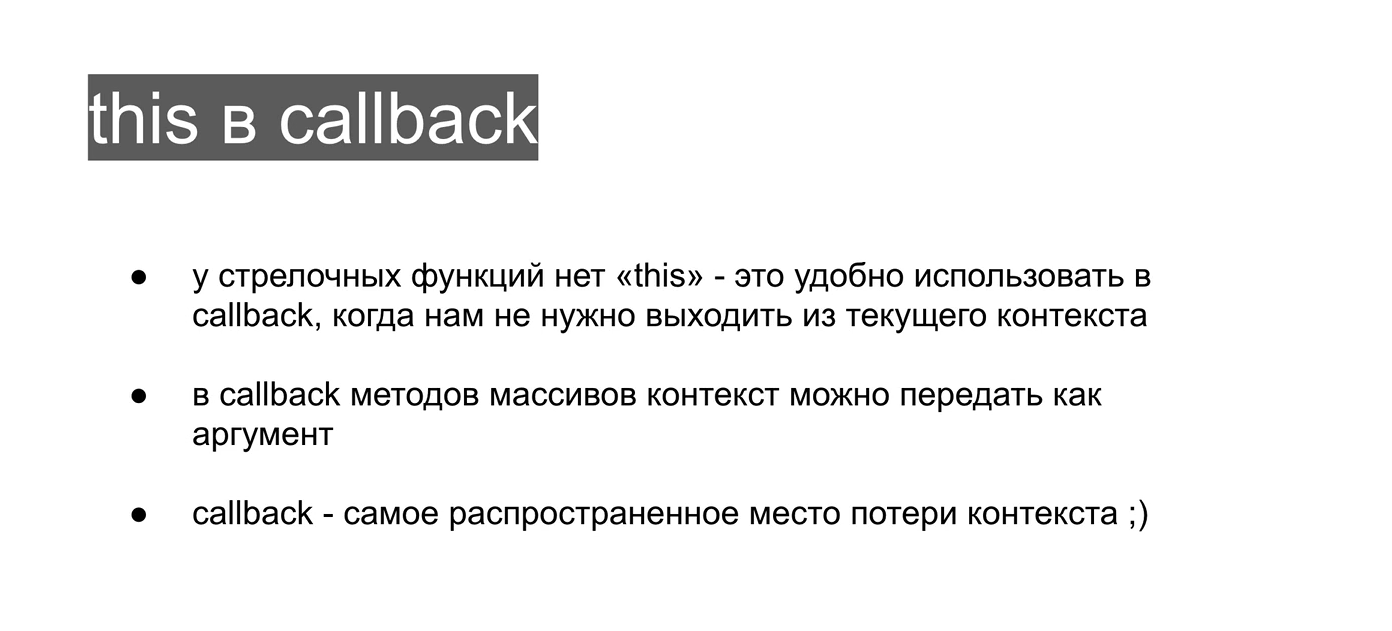 this в callback
● у стрелочных функций нет «this» - это удобно использовать в
callback, когда нам не нужно выходить из текущего контекста
● в callback методов массивов контекст можно передать как
аргумент
● callback - самое распространенное место потери контекста ;)